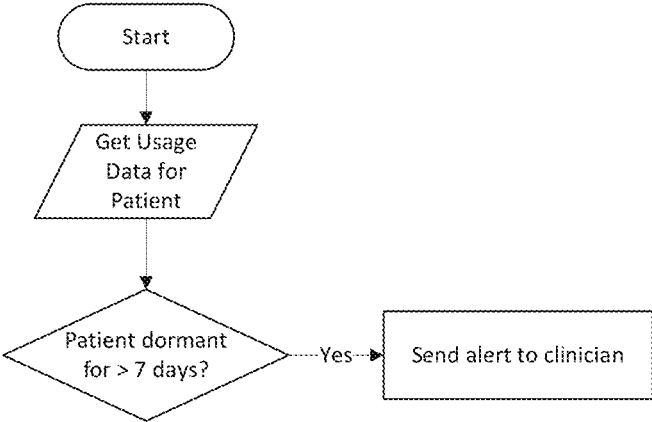 Start
Get Usage
Data for
Patient
Patient dormant
for > 7 days?
Yes
Send alert to clinician